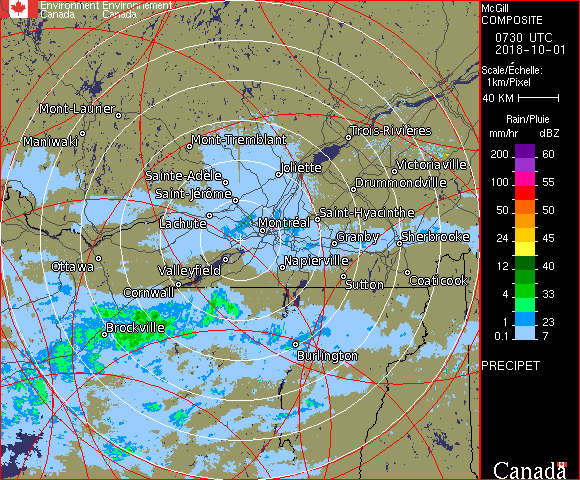 Environment Environnement
Canada Canada
McGill
COMPOSITE
0730 UTC
2018-10-01
Scale/Échelle:
1km/Pixel
40 KM
Rain/Pluie
mm/hr dBZ
200 60
100 55
50 50
24 45
12 40
4 33
1 23
0.1 7
PRECIPET
Canada
Mont-Laurier
Maniwaki
Mont-Tremblant
Trois-Rivières
Victoriaville
Joliette
Sainte-Adèle
Drummondville
Saint-Jérôme
Saint-Hyacinthe
Lachute
Montréal
Granby
Sherbrooke
Ottawa
Valleyfield
Napierville
Sutton
Coaticook
Cornwall
Brockville
Burlington